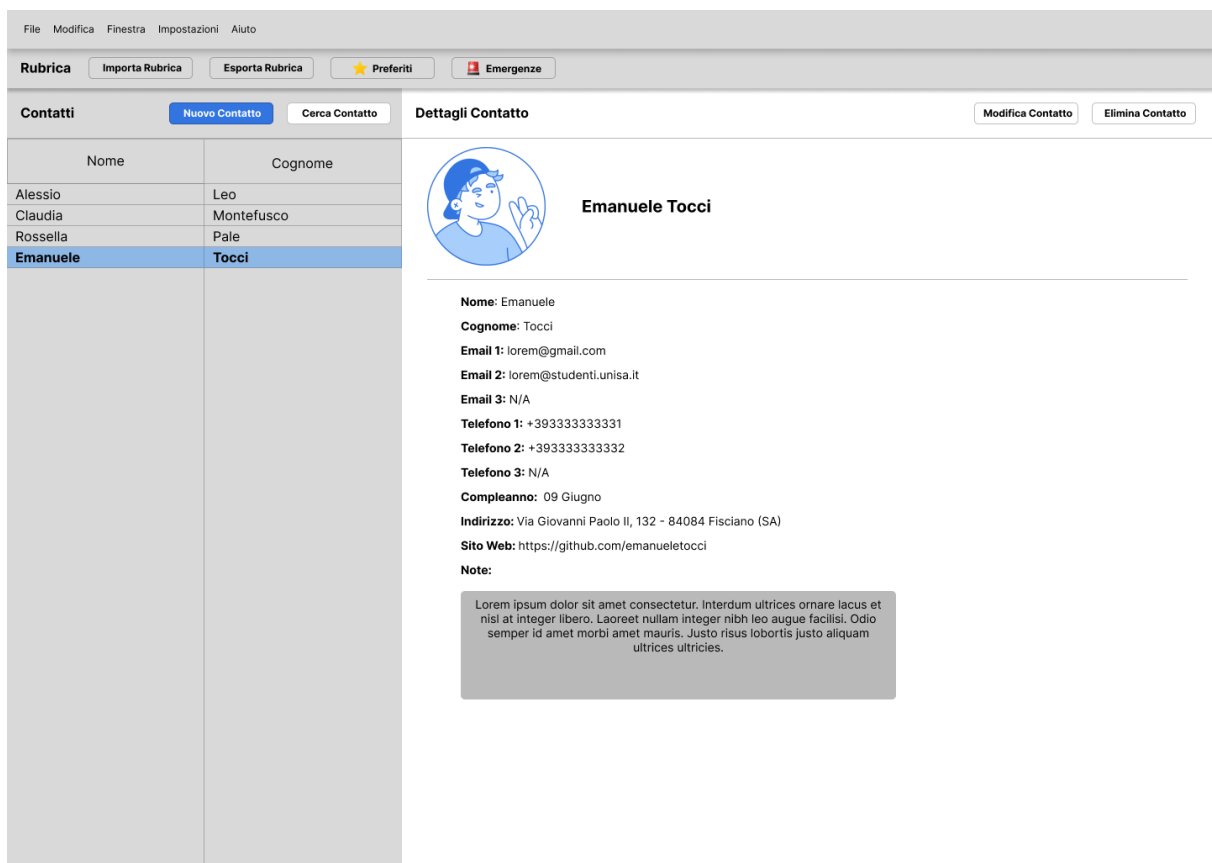 File Modifica Finestra Impostazioni Aiuto
Rubrica Importa Rubrica Esporta Rubrica Preferiti Emergenze
Contatti Nuovo Contatto Cerca Contatto
Nome Cognome
Alessio Leo
Claudia Montefusco
Rossella Pale
Emanuele Tocci
Dettagli Contatto Modifica Contatto Elimina Contatto
Emanuele Tocci
Nome: Emanuele
Cognome: Tocci
Email 1: lorem@gmail.com
Email 2: lorem@studenti.unisa.it
Email 3: N/A
Telefono 1: +393333333331
Telefono 2: +393333333332
Telefono 3: N/A
Compleanno: 09 Giugno
Indirizzo: Via Giovanni Paolo II, 132 - 84084 Fisciano (SA)
Sito Web: https://github.com/emanueletocci
Note:
Lorem ipsum dolor sit amet consectetur. Interdum ultrices ornare lacus et
nisl at integer libero. Laoreet nullam integer nibh leo augue facilisi. Odio
semper id amet morbi amet mauris. Justo risus lobortis justo aliquam
ultrices ultricies.